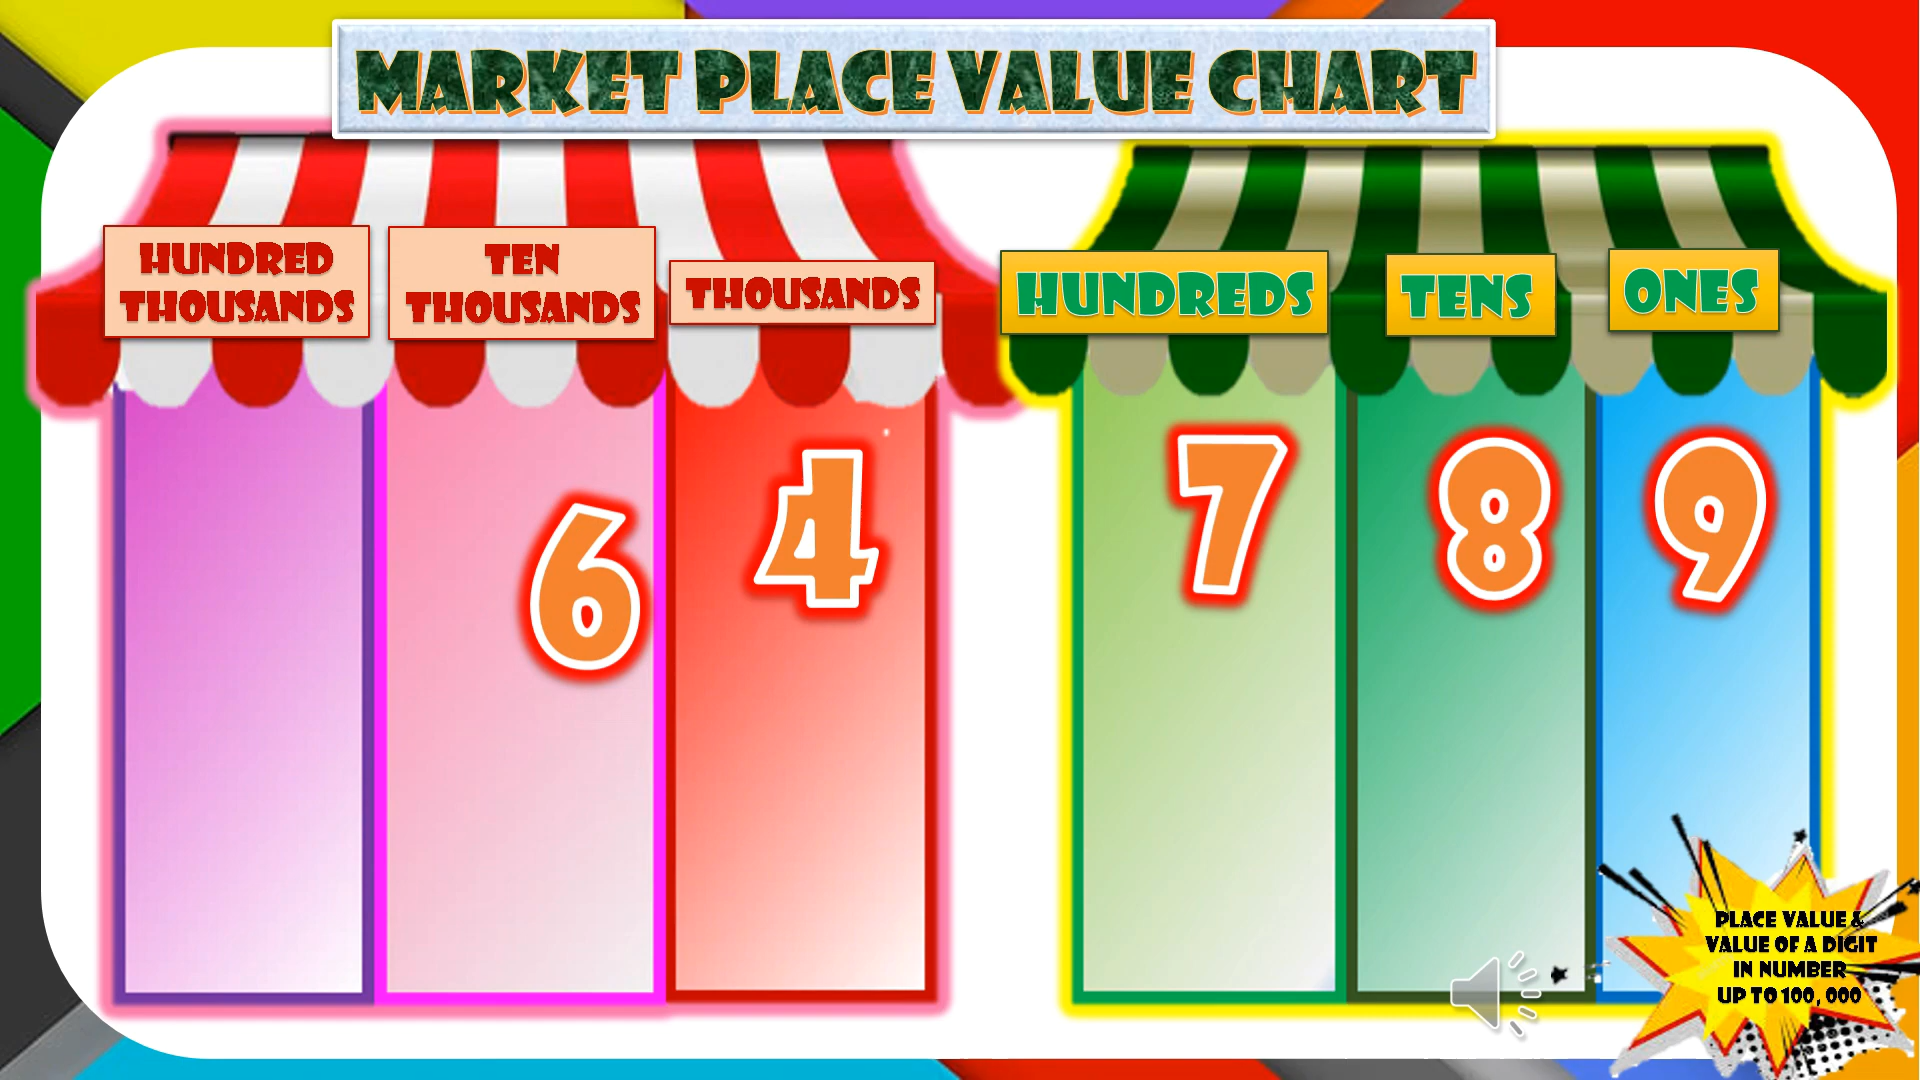 MARKET PLACE VALUE CHART
HUNDRED
THOUSANDS
TEN
THOUSANDS
THOUSANDS
HUNDREDS
TENS
ONES
6
4
7
8
9
PLACE VALUE &
VALUE OF A DIGIT
IN NUMBER
UP TO 100, 000